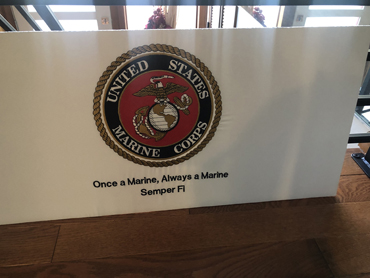 UNITED STATES
MARINE CORPS
Once a Marine, Always a Marine
Semper Fi